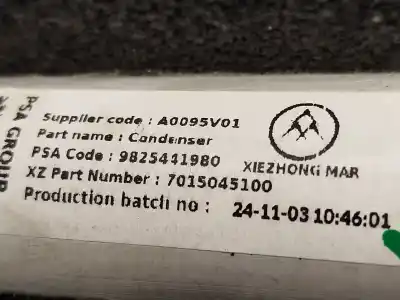 Supplier code : A0095V01
Part name : Condenser
PSA Code : 9825441980
XZ Part Number : 7015045100
Production batch no : 24-11-03 10:46:01
XIEZHONG MAR
PSA GROUP